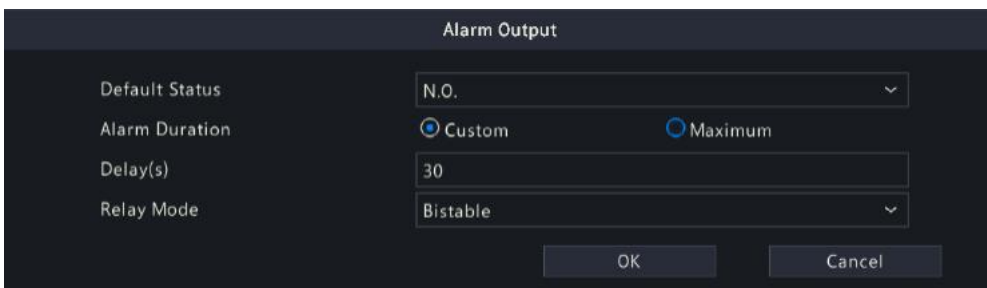 Alarm Output
Default Status N.O.
Alarm Duration Custom Maximum
Delay(s) 30
Relay Mode Bistable
OK Cancel